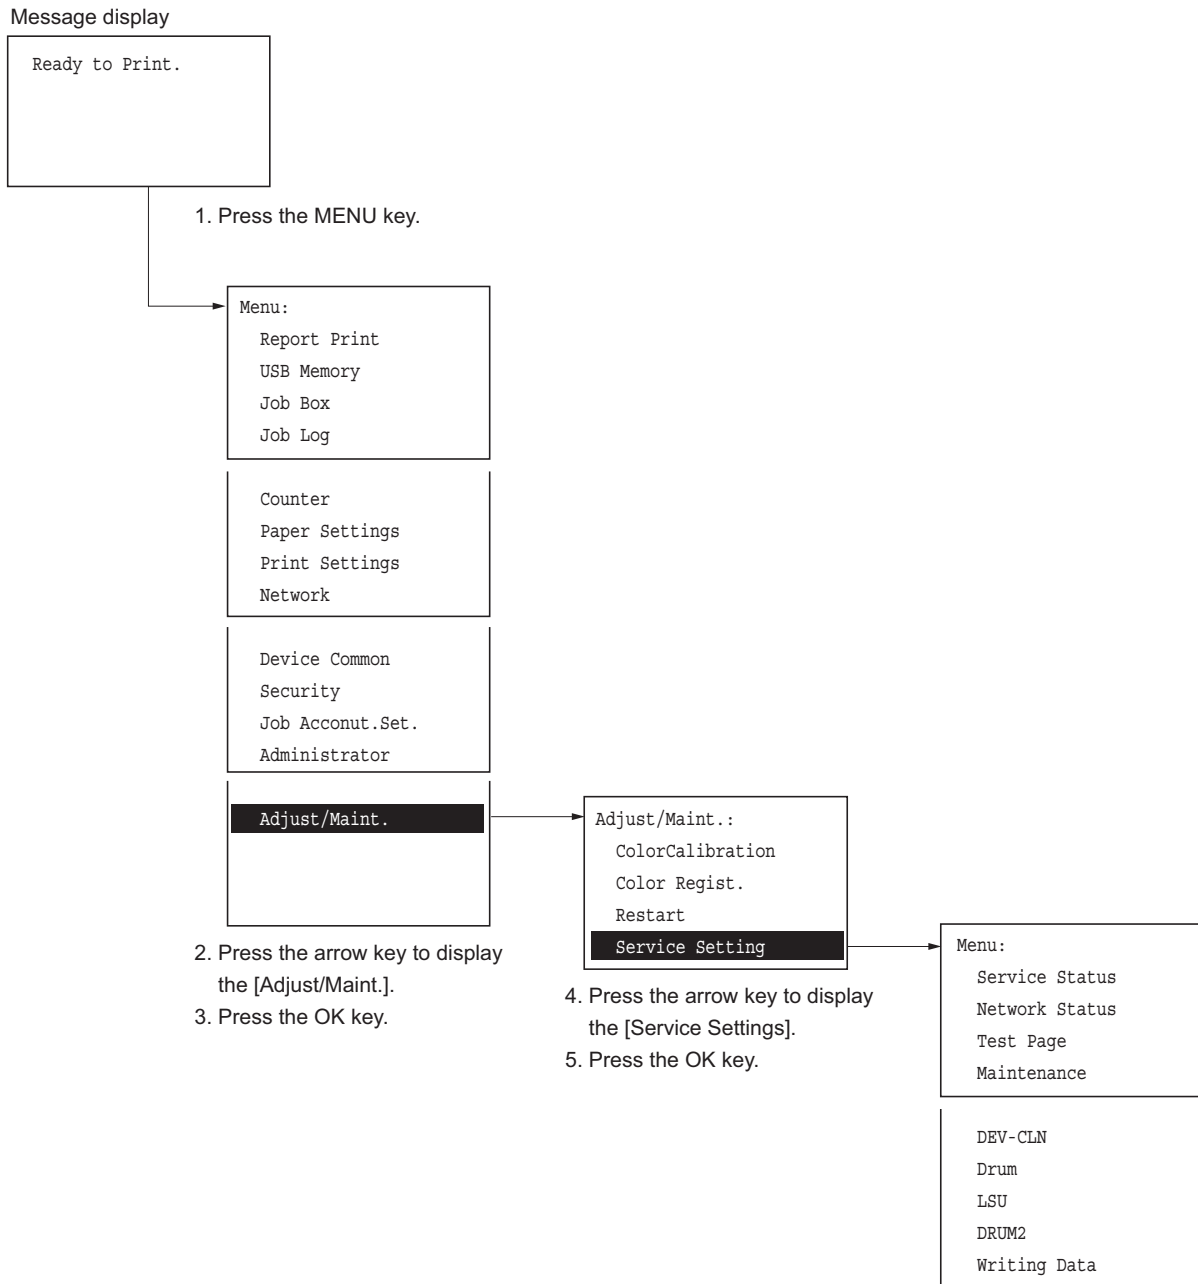 Message display
Ready to Print.
1. Press the MENU key.
Menu:
Report Print
USB Memory
Job Box
Job Log
Counter
Paper Settings
Print Settings
Network
Device Common
Security
Job Acconut.Set.
Administrator
Adjust/Maint.
2. Press the arrow key to display
the [Adjust/Maint.].
3. Press the OK key.
Adjust/Maint.:
ColorCalibration
Color Regist.
Restart
Service Setting
4. Press the arrow key to display
the [Service Settings].
5. Press the OK key.
Menu:
Service Status
Network Status
Test Page
Maintenance
DEV-CLN
Drum
LSU
DRUM2
Writing Data